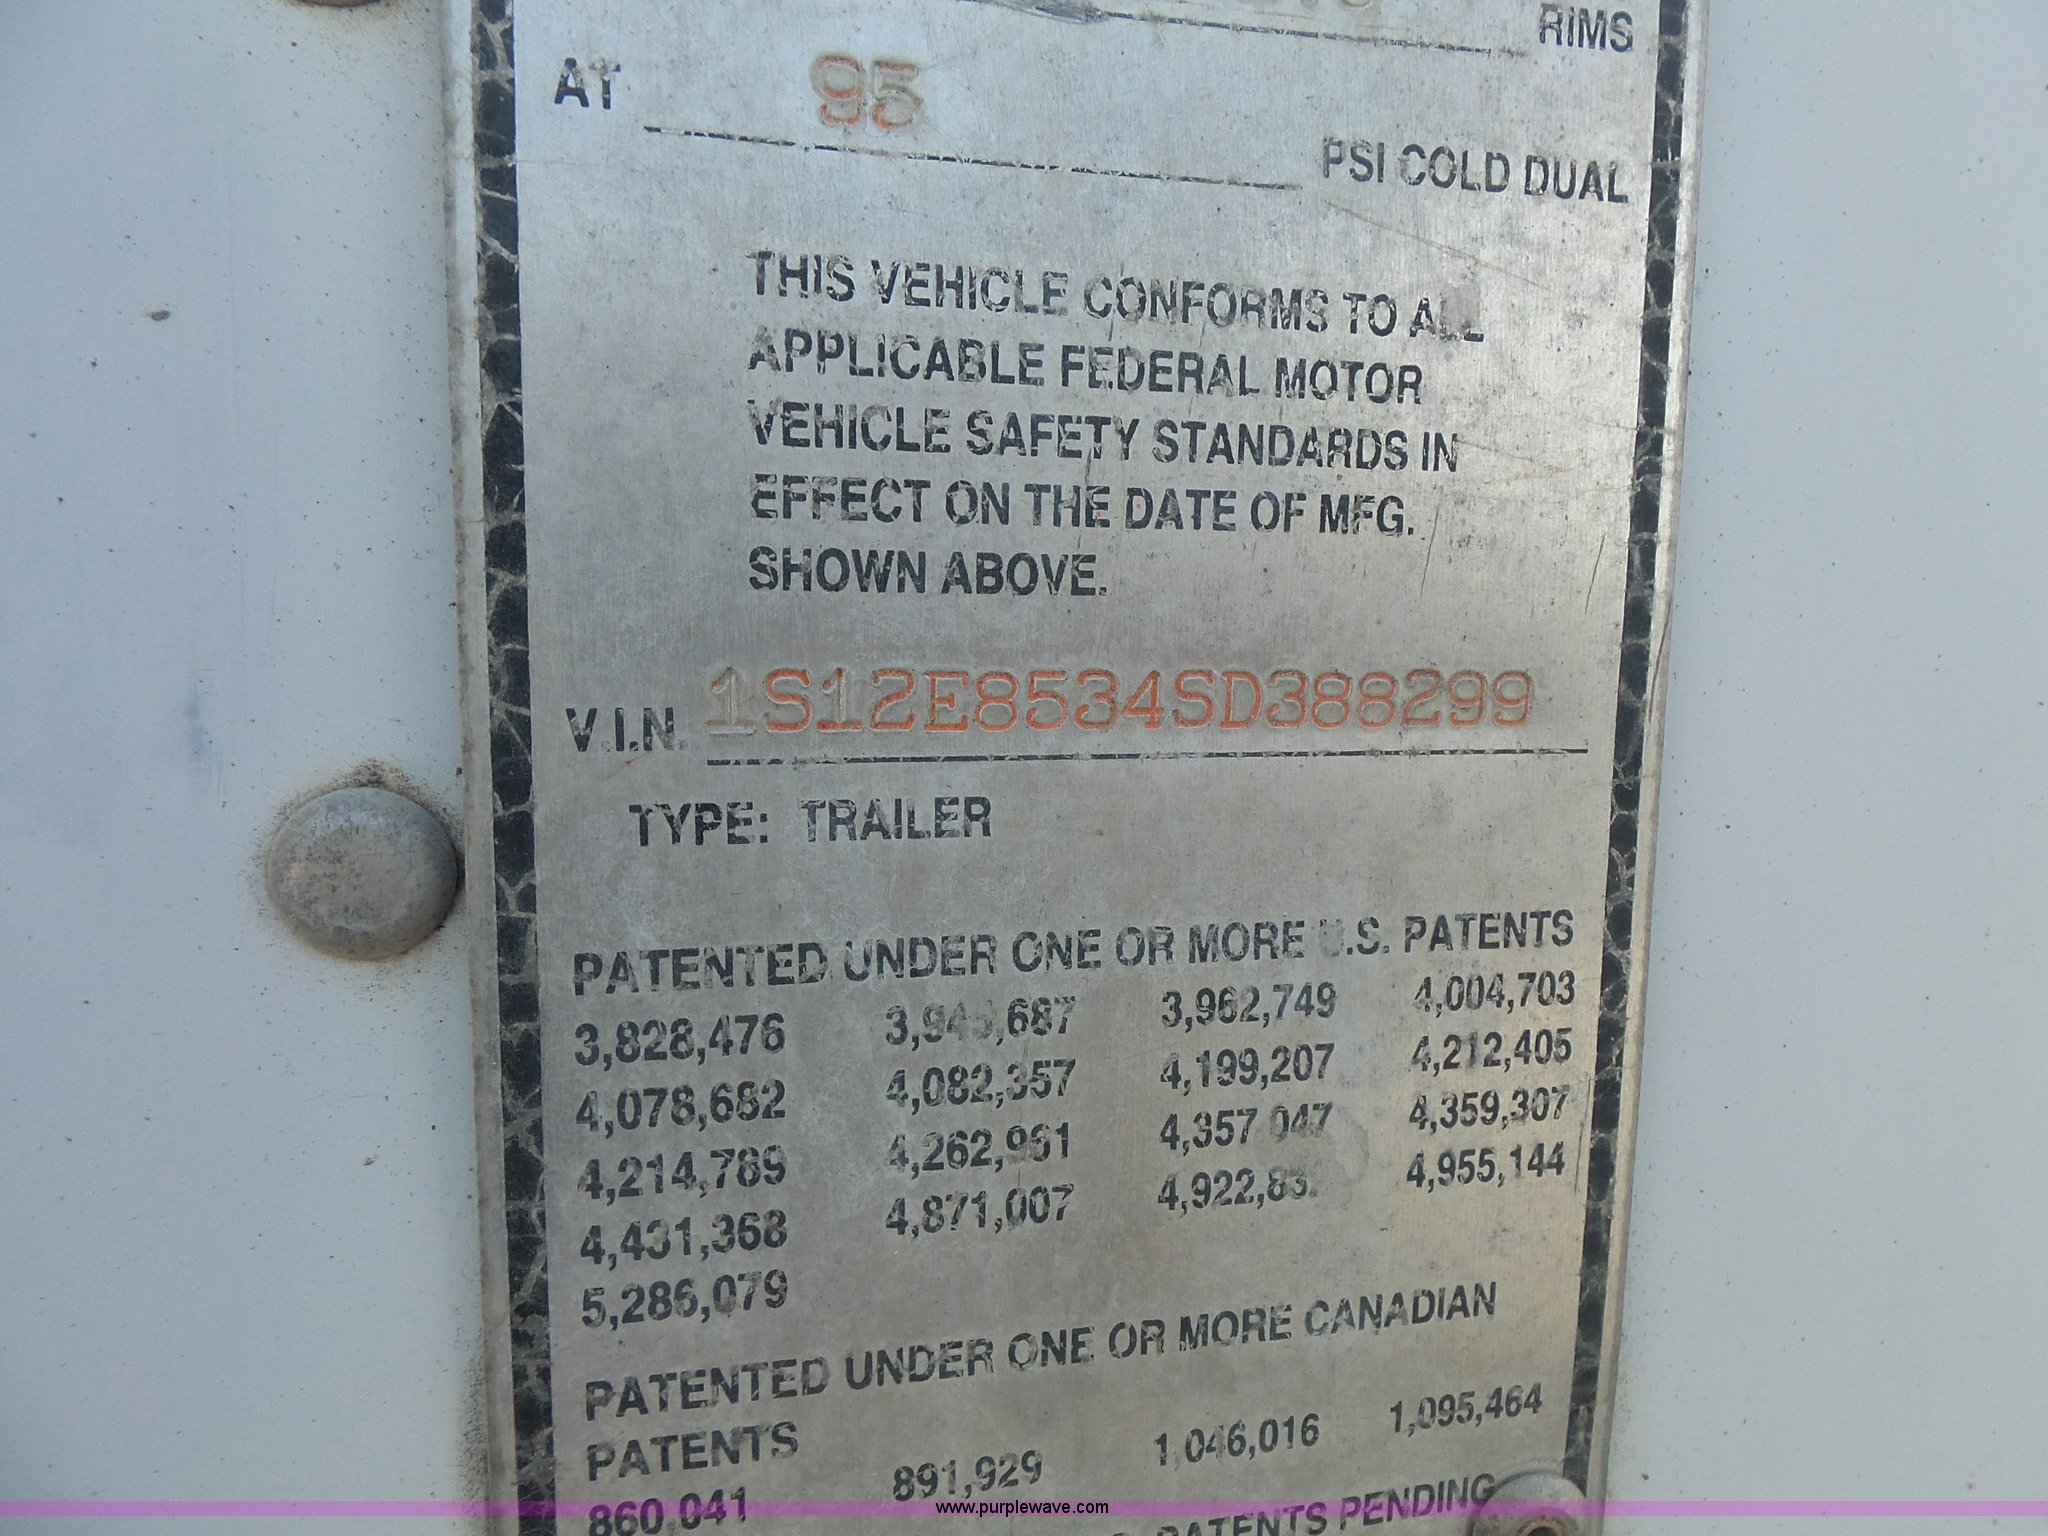 RIMS
AT 95 PSI COLD DUAL
THIS VEHICLE CONFORMS TO ALL
APPLICABLE FEDERAL MOTOR
VEHICLE SAFETY STANDARDS IN
EFFECT ON THE DATE OF MFG.
SHOWN ABOVE.
V.I.N. 1S12E8534SD388299
TYPE: TRAILER
PATENTED UNDER ONE OR MORE U.S. PATENTS
3,828,476 3,962,749 4,004,703
4,078,682 4,082,357 4,199,207 4,212,405
4,214,789 4,262,961 4,357,047 4,359,307
4,431,368 4,871,007 4,955,144
5,286,079
PATENTED UNDER ONE OR MORE CANADIAN
PATENTS
860,041 891,929 1,046,016 1,095,464
PATENTS PENDING
www.purplewave.com